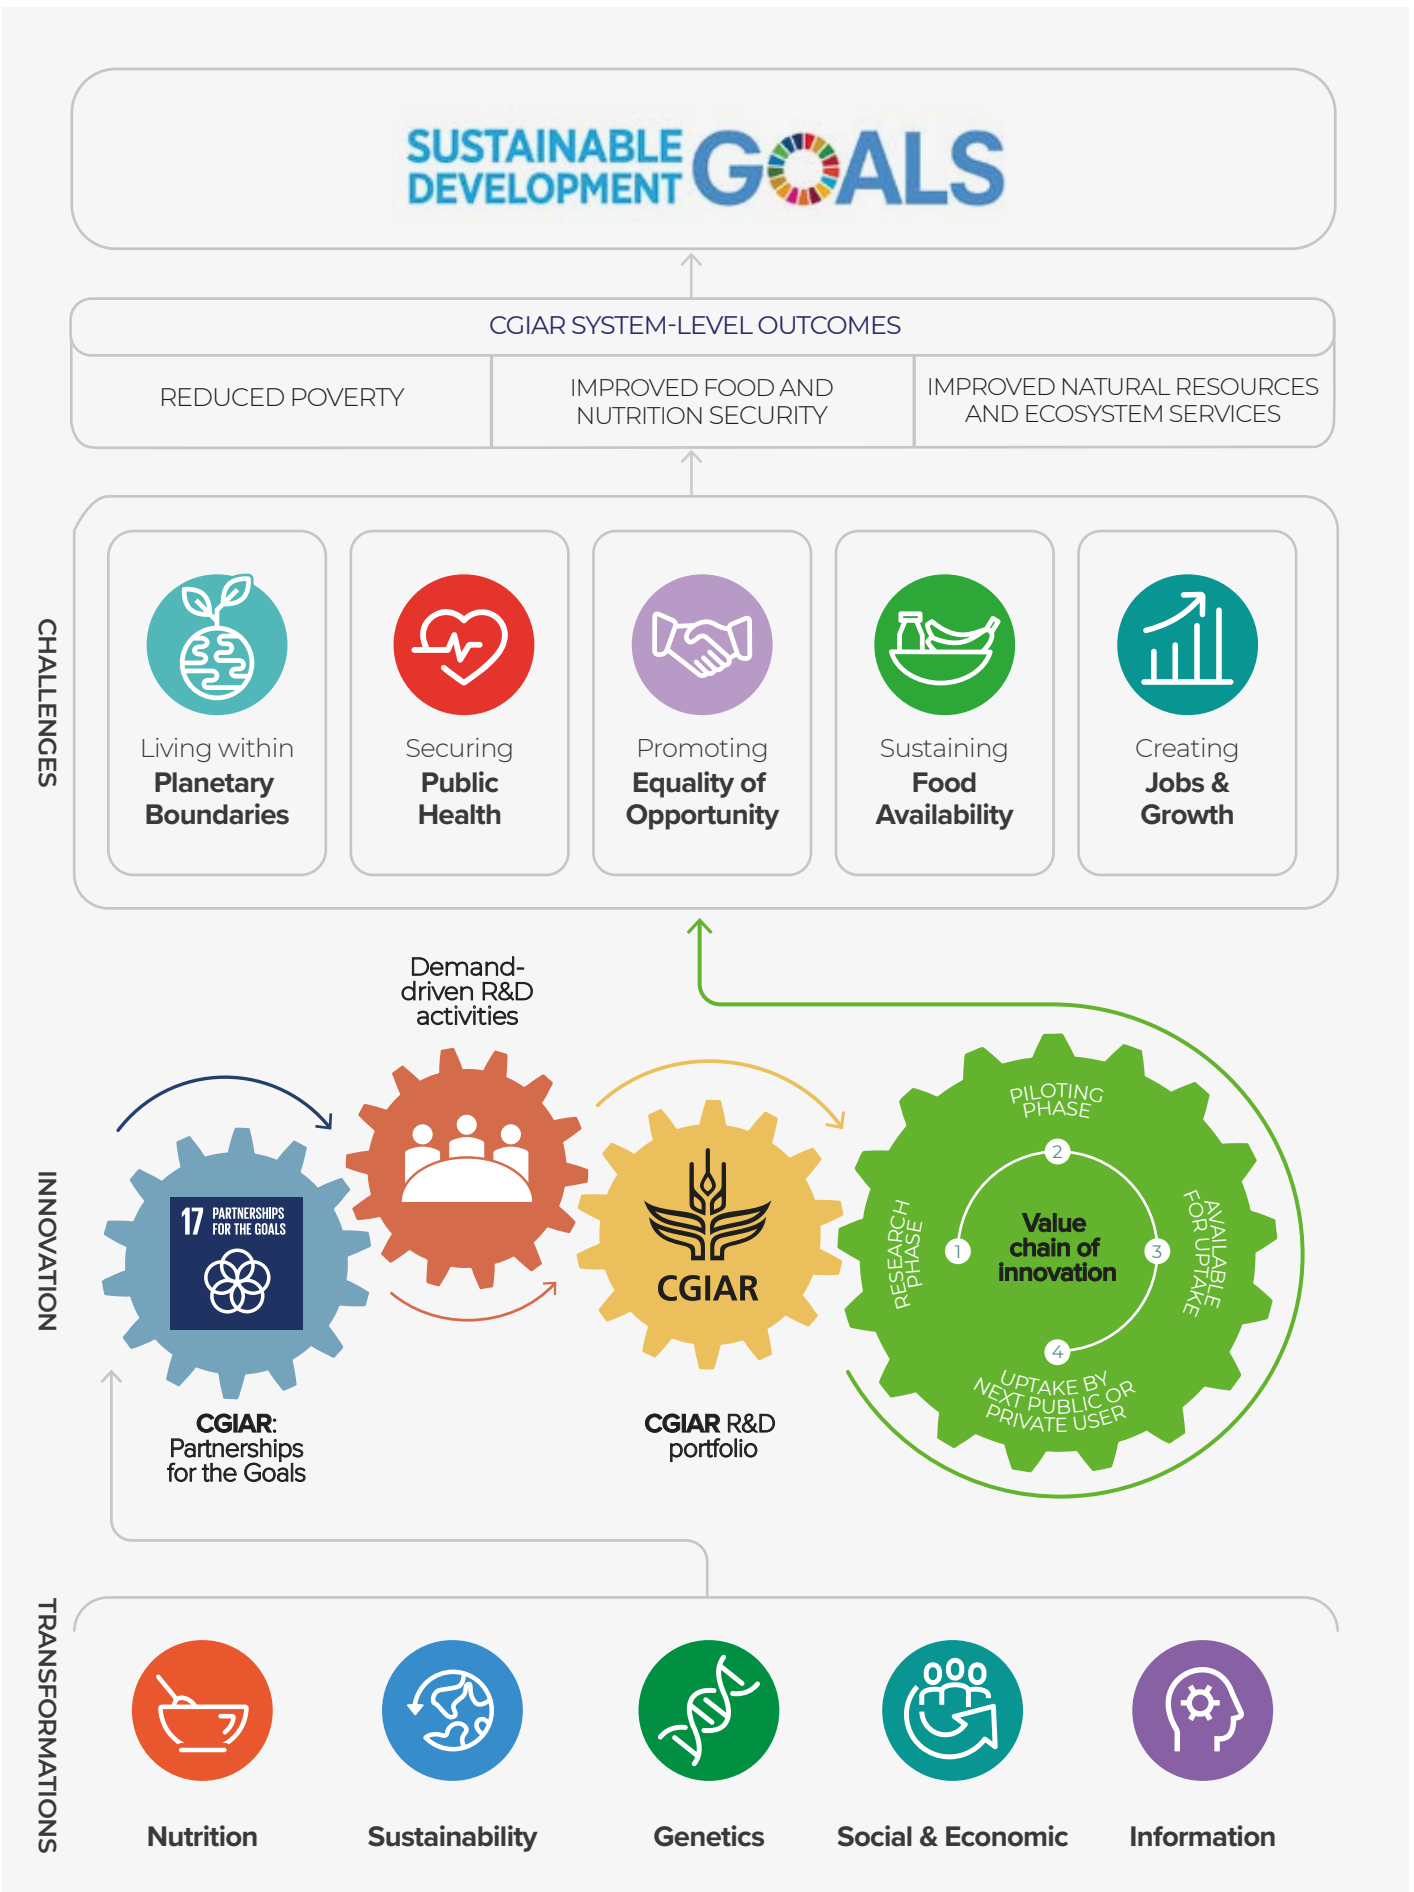 SUSTAINABLE
DEVELOPMENT
GOALS
CGIAR SYSTEM-LEVEL OUTCOMES
REDUCED POVERTY
IMPROVED FOOD AND
NUTRITION SECURITY
IMPROVED NATURAL RESOURCES
AND ECOSYSTEM SERVICES
CHALLENGES
Living within
Planetary
Boundaries
Securing
Public
Health
Promoting
Equality of
Opportunity
Sustaining
Food
Availability
Creating
Jobs &
Growth
INNOVATION
Demand-
driven R&D
activities
17 PARTNERSHIPS
FOR THE GOALS
CGIAR:
Partnerships
for the Goals
CGIAR
CGIAR R&D
portfolio
Value
chain of
innovation
1
RESEARCH
PHASE
2
PILOTING
PHASE
3
AVAILABLE
FOR UPTAKE
4
UPTAKE BY
NEXT PUBLIC OR
PRIVATE USER
TRANSFORMATIONS
Nutrition
Sustainability
Genetics
Social & Economic
Information